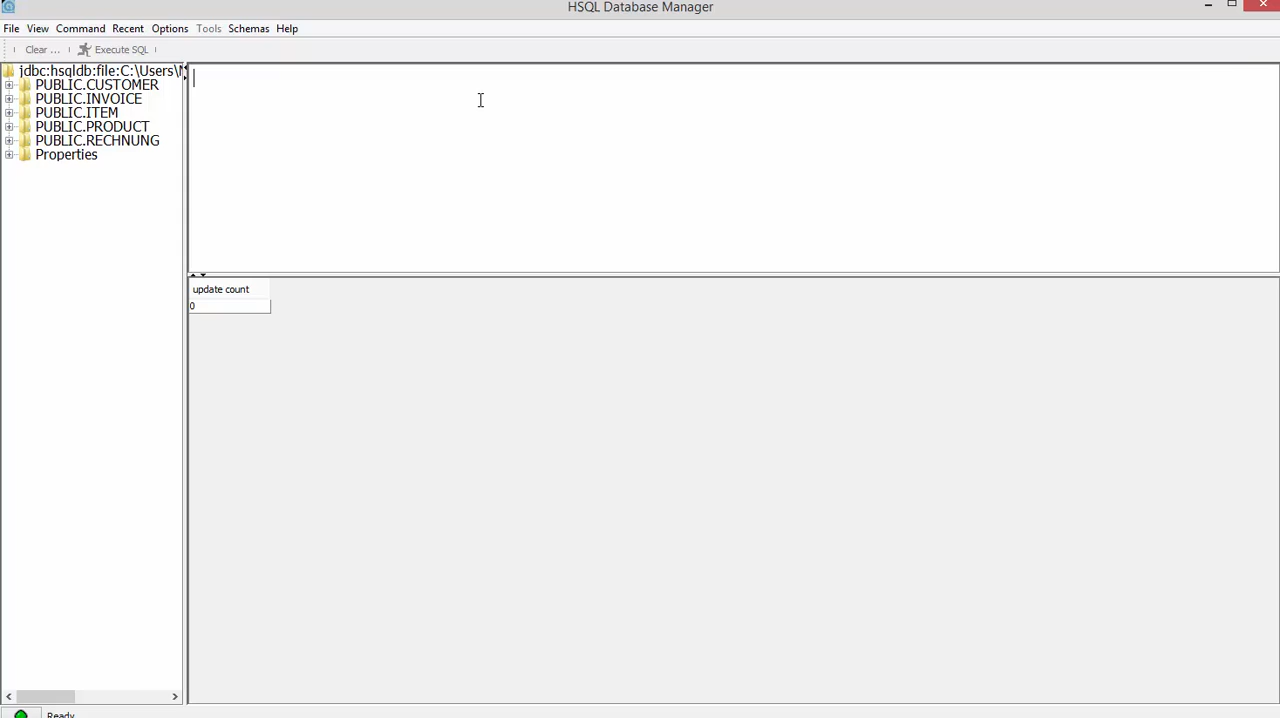 HSQL Database Manager
File View Command Recent Options Tools Schemas Help
Clear ... Execute SQL
jdbc:hsqldb:file:C:\Users\
PUBLIC.CUSTOMER
PUBLIC.INVOICE
PUBLIC.ITEM
PUBLIC.PRODUCT
PUBLIC.RECHNUNG
Properties
update count
0
Ready